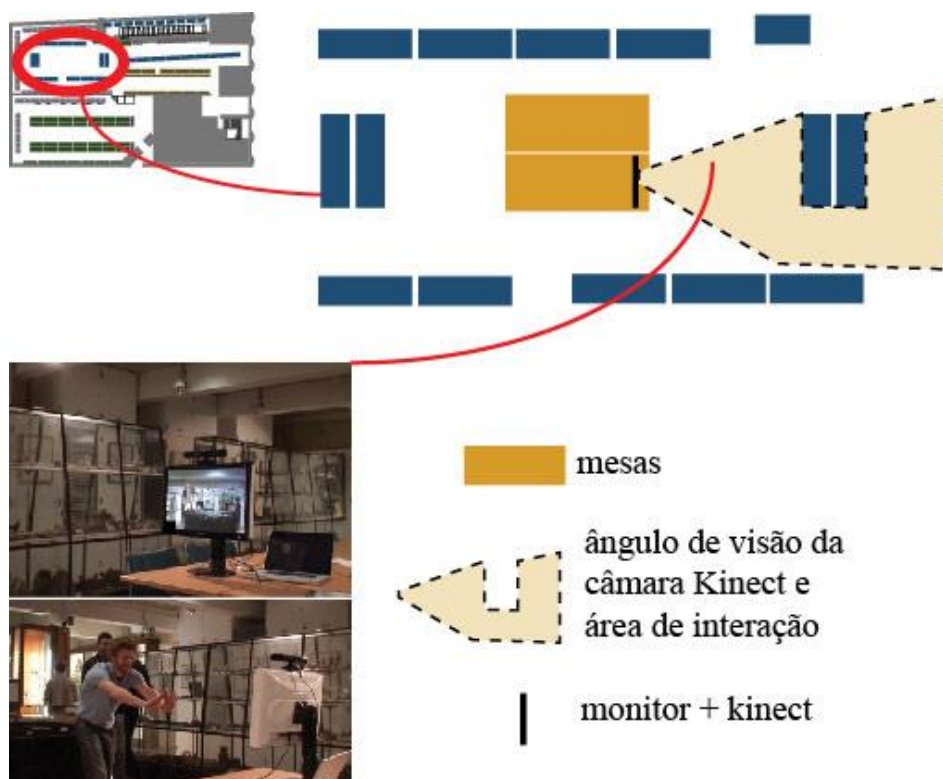 mesas
ângulo de visão da
câmara Kinect e
área de interação
monitor + kinect